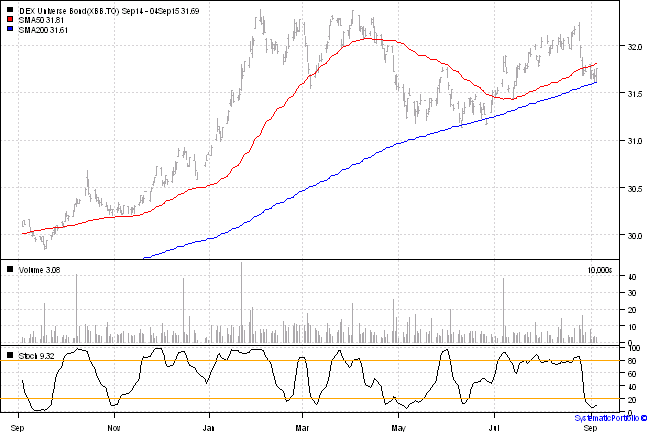 DEX Universe Bond(XBB.TO) Sep14 - 04Sep15 31.69
SMA50 31.81
SMA200 31.61
32.0
31.5
31.0
30.5
30.0
Volume 3.08
10,000s
40
30
20
10
0
Stoch 9.32
100
80
60
40
20
0
Sep
Nov
Jan
Mar
May
Jul
Sep
SystematicPortfolio ©